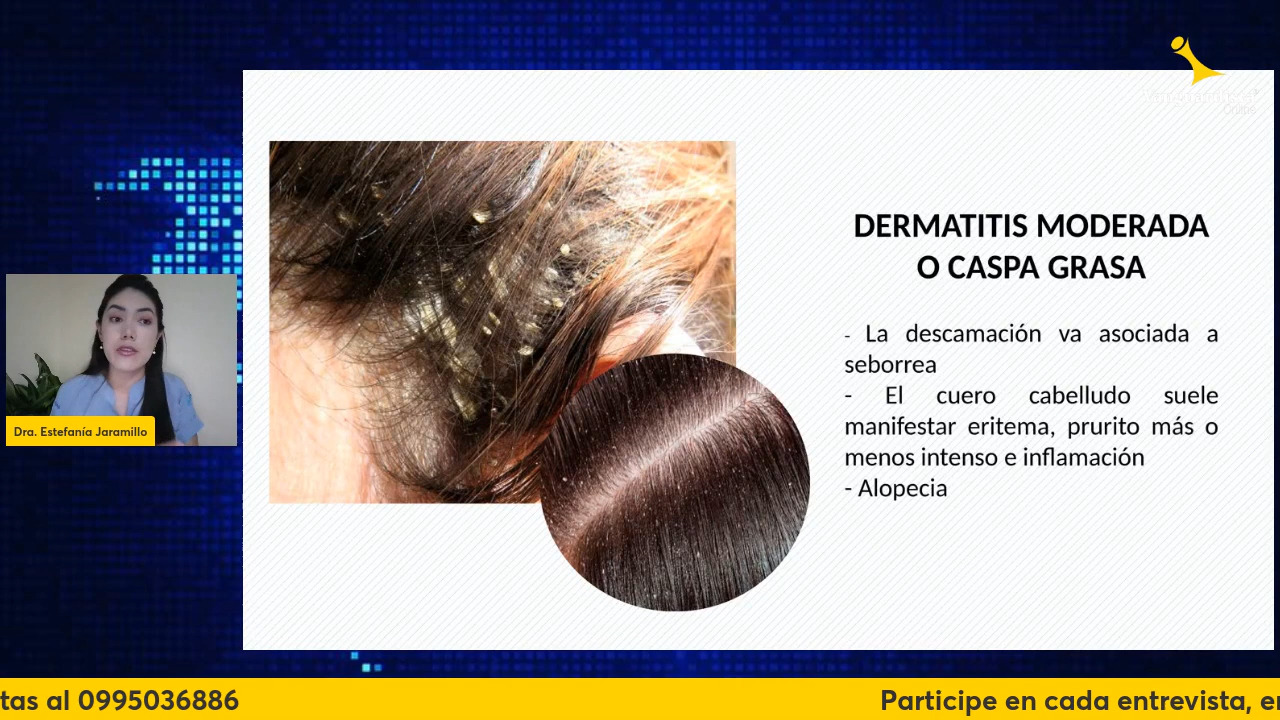 Online
DERMATITIS MODERADA
O CASPA GRASA
- La descamación va asociada a
seborrea
- El cuero cabelludo suele
manifestar eritema, prurito más o
menos intenso e inflamación
- Alopecia
Dra. Estefanía Jaramillo
tas al 0995036886
Participe en cada entrevista, e